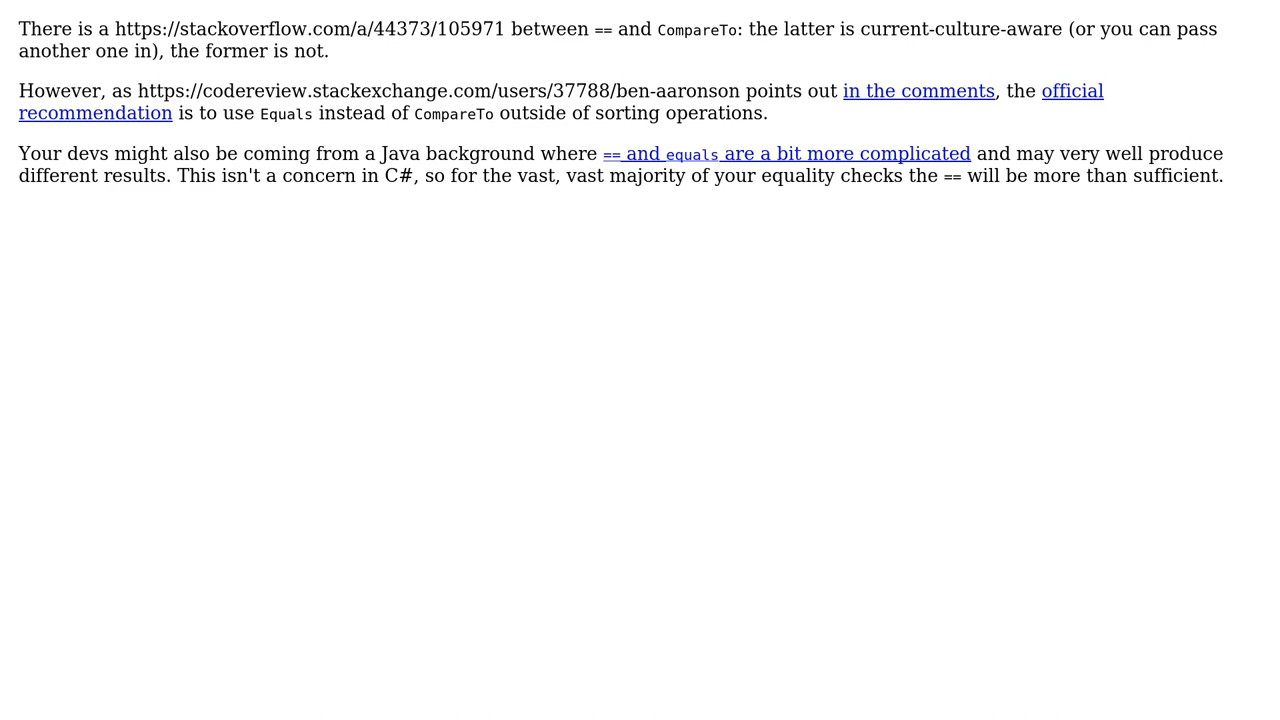 There is a https://stackoverflow.com/a/44373/105971 between == and CompareTo: the latter is current-culture-aware (or you can pass
another one in), the former is not.
However, as https://codereview.stackexchange.com/users/37788/ben-aaronson points out in the comments, the official
recommendation is to use Equals instead of CompareTo outside of sorting operations.
Your devs might also be coming from a Java background where == and equals are a bit more complicated and may very well produce
different results. This isn't a concern in C#, so for the vast, vast majority of your equality checks the == will be more than sufficient.